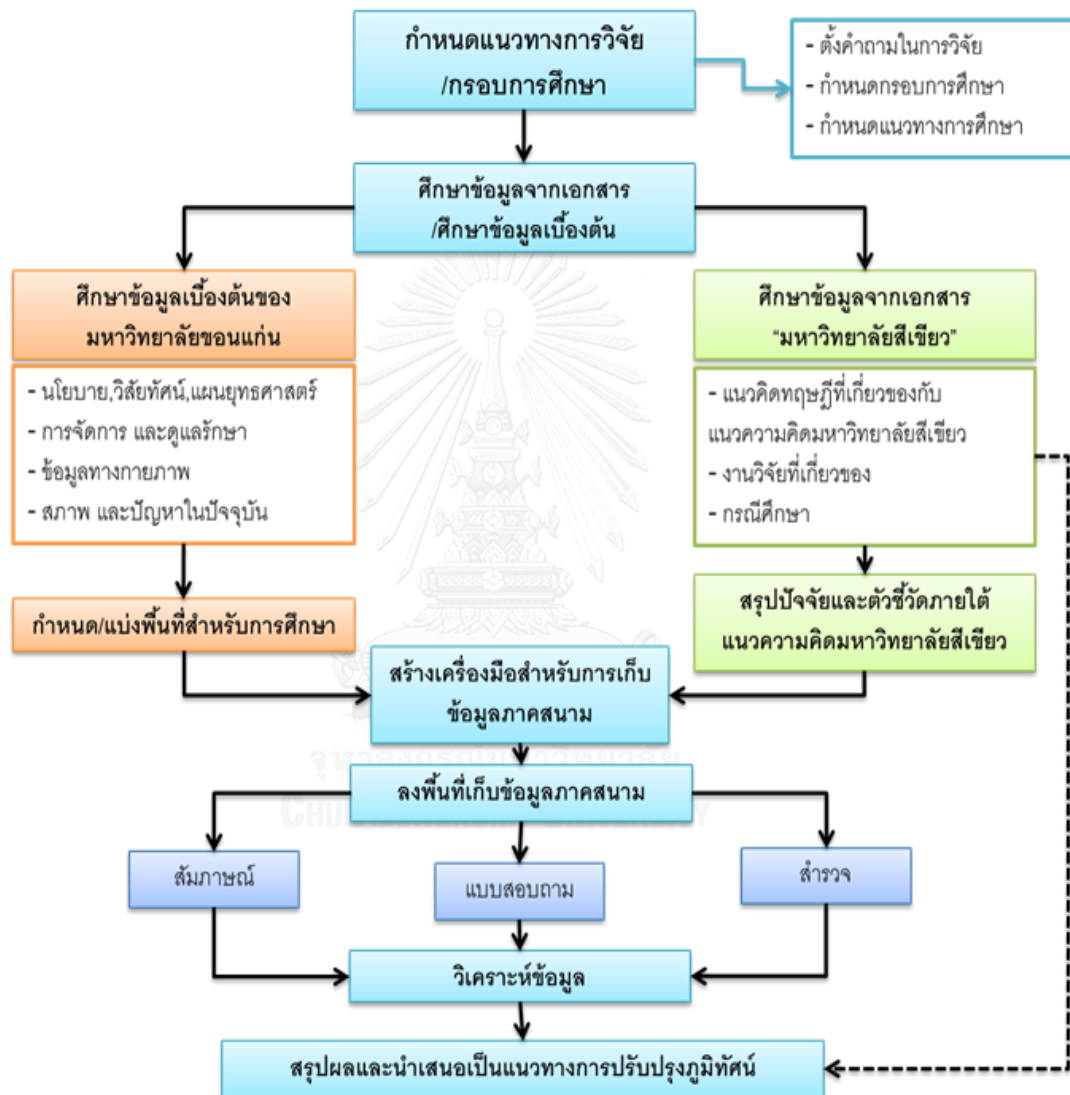 กำหนดแนวทางการวิจัย
/กรอบการศึกษา
- ตั้งคำถามในการวิจัย
- กำหนดกรอบการศึกษา
- กำหนดแนวทางการศึกษา
ศึกษาข้อมูลจากเอกสาร
/ศึกษาข้อมูลเบื้องต้น
ศึกษาข้อมูลเบื้องต้นของ
มหาวิทยาลัยขอนแก่น
- นโยบาย,วิสัยทัศน์,แผนยุทธศาสตร์
- การจัดการ และดูแลรักษา
- ข้อมูลทางกายภาพ
- สภาพ และปัญหาในปัจจุบัน
ศึกษาข้อมูลจากเอกสาร
“มหาวิทยาลัยสีเขียว”
- แนวคิดทฤษฎีที่เกี่ยวของกับ
แนวความคิดมหาวิทยาลัยสีเขียว
- งานวิจัยที่เกี่ยวของ
- กรณีศึกษา
กำหนด/แบ่งพื้นที่สำหรับการศึกษา
สรุปปัจจัยและตัวชี้วัดภายใต้
แนวความคิดมหาวิทยาลัยสีเขียว
สร้างเครื่องมือสำหรับการเก็บ
ข้อมูลภาคสนาม
จุฬาลงกรณ์มหาวิทยาลัย
ลงพื้นที่เก็บข้อมูลภาคสนาม
สัมภาษณ์
แบบสอบถาม
สำรวจ
วิเคราะห์ข้อมูล
สรุปผลและนำเสนอเป็นแนวทางการปรับปรุงภูมิทัศน์